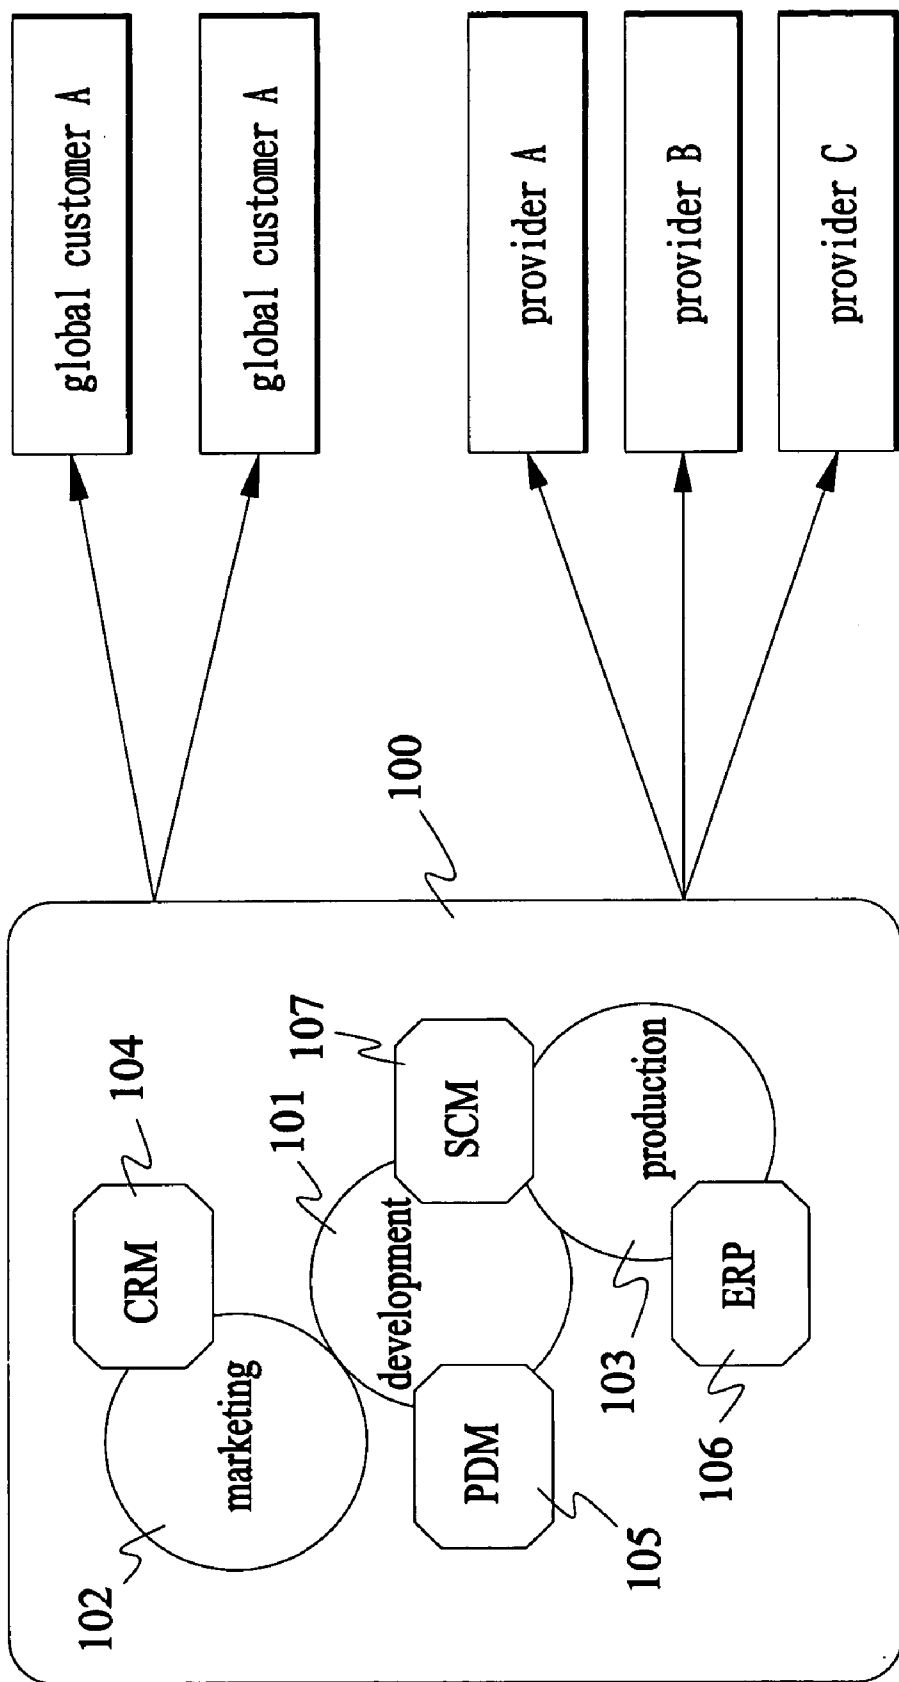 global customer A
102
104
CRM
marketing
global customer A
101
107
development
100
PDM
SCM
provider A
103
105
production
provider B
106
ERP
provider C